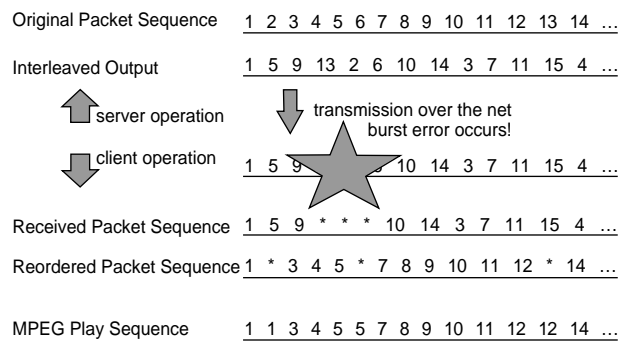 Original Packet Sequence 1 2 3 4 5 6 7 8 9 10 11 12 13 14 ...
Interleaved Output 1 5 9 13 2 6 10 14 3 7 11 15 4 ...
server operation
transmission over the net
burst error occurs!
client operation
1 5 9 10 14 3 7 11 15 4 ...
Received Packet Sequence 1 5 9 * * * 10 14 3 7 11 15 4 ...
Reordered Packet Sequence 1 * 3 4 5 * 7 8 9 10 11 12 * 14 ...
MPEG Play Sequence 1 1 3 4 5 5 7 8 9 10 11 12 12 14 ...